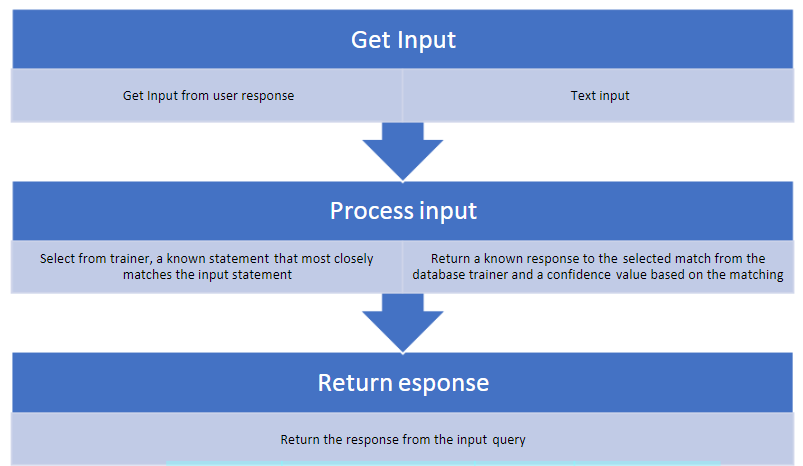 Get Input
Get Input from user response
Text input
Process input
Select from trainer, a known statement that most closely
matches the input statement
Return a known response to the selected match from the
database trainer and a confidence value based on the matching
Return esponse
Return the response from the input query